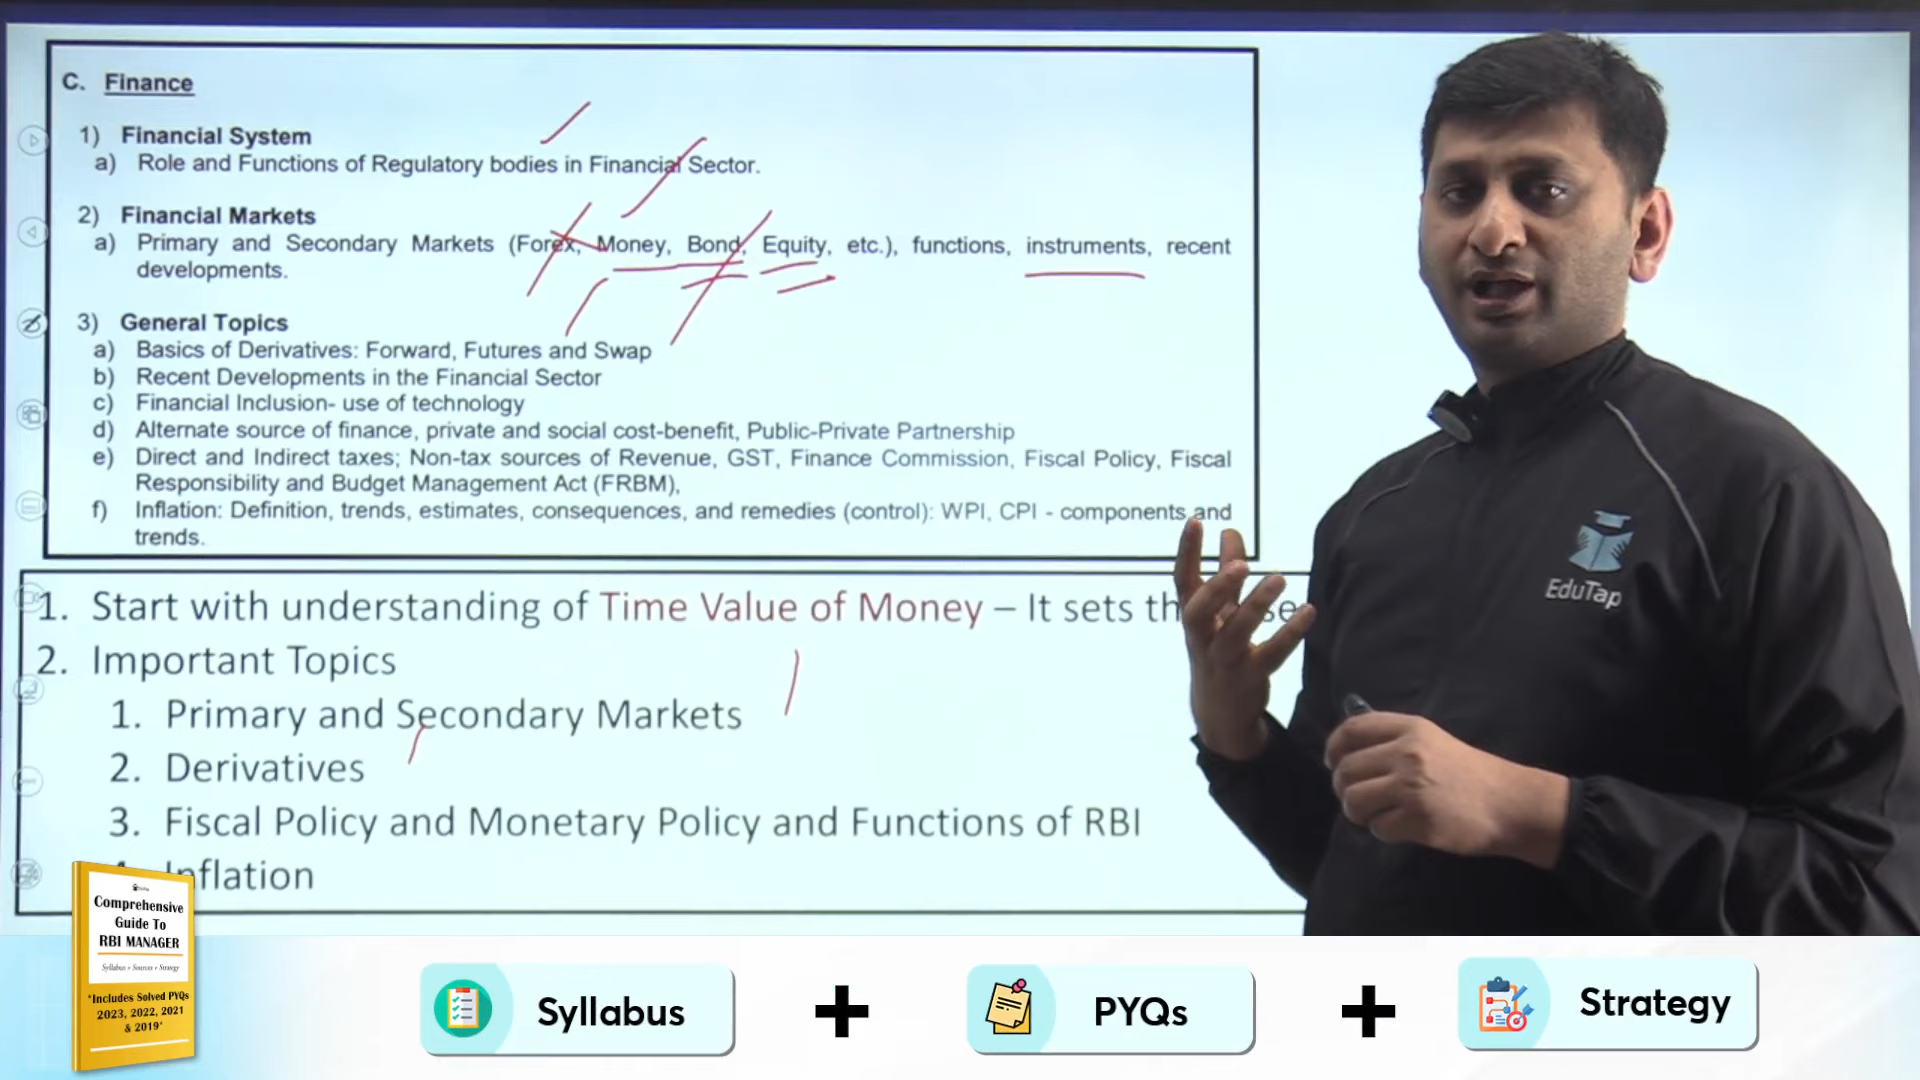 C. Finance
1) Financial System
a) Role and Functions of Regulatory bodies in Financial Sector.
2) Financial Markets
a) Primary and Secondary Markets (Forex, Money, Bond, Equity, etc.), functions, instruments, recent
developments.
3) General Topics
a) Basics of Derivatives: Forward, Futures and Swap
b) Recent Developments in the Financial Sector
c) Financial Inclusion- use of technology
d) Alternate source of finance, private and social cost-benefit, Public-Private Partnership
e) Direct and Indirect taxes; Non-tax sources of Revenue, GST, Finance Commission, Fiscal Policy, Fiscal
Responsibility and Budget Management Act (FRBM),
f) Inflation: Definition, trends, estimates, consequences, and remedies (control): WPI, CPI - components and
trends.
1. Start with understanding of Time Value of Money – It sets
2. Important Topics
1. Primary and Secondary Markets
2. Derivatives
3. Fiscal Policy and Monetary Policy and Functions of RBI
Inflation
EduTap
Comprehensive
Guide To
RBI MANAGER
Syllabus + Sources + Strategy
*Includes Solved PYQs
2023, 2022, 2021
& 2019*
Syllabus + PYQs + Strategy